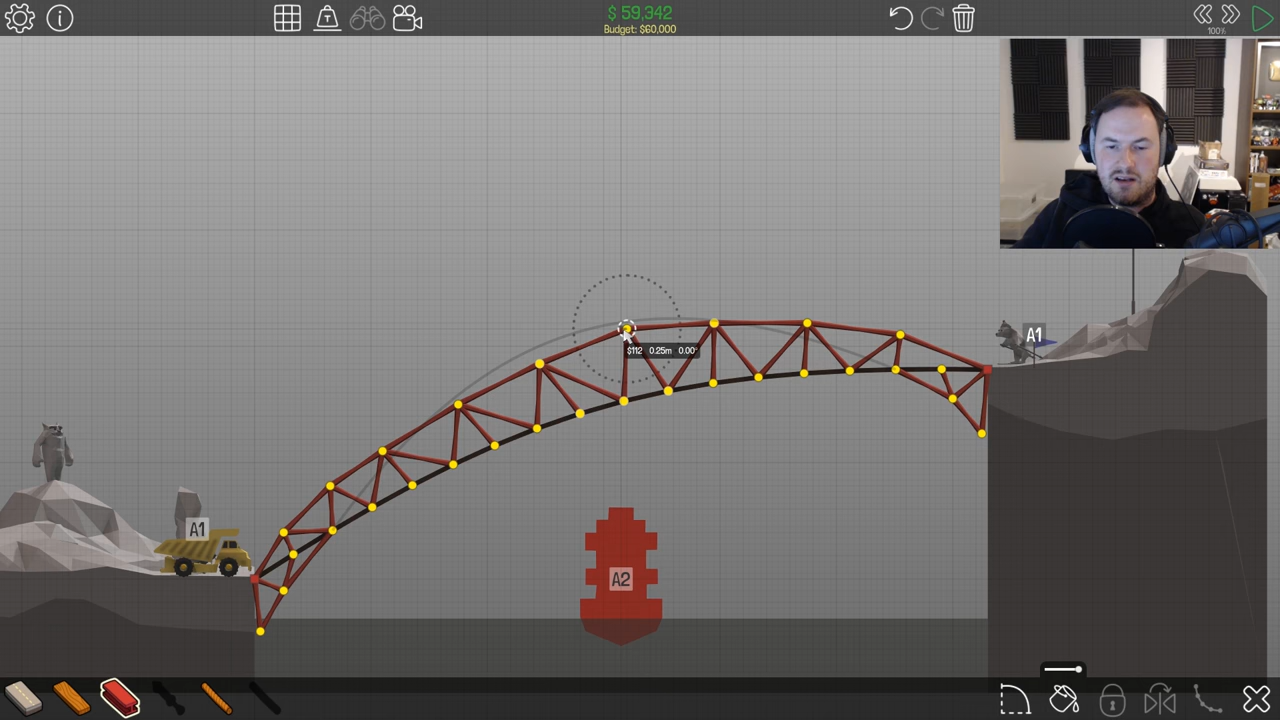 $ 59,342
Budget: $60,000
100%
T
A1
$112 0.25m 0.00°
A1
A2